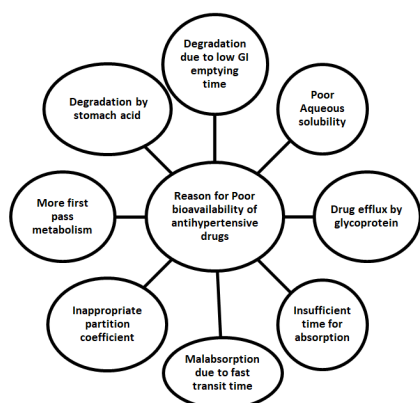 Degradation
due to low GI
emptying
time
Poor
Aqueous
solubility
Drug efflux by
glycoprotein
Insufficient
time for
absorption
Malabsorption
due to fast
transit time
Inappropriate
partition
coefficient
More first
pass
metabolism
Degradation by
stomach acid
Reason for Poor
bioavailability of
antihypertensive
drugs